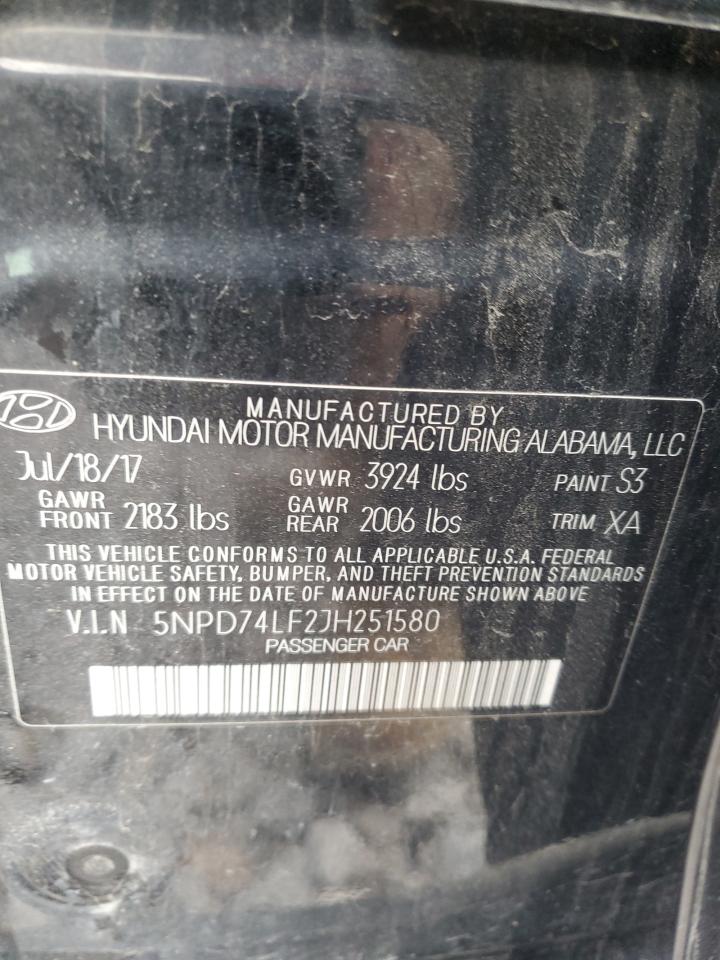 MANUFACTURED BY
HYUNDAI MOTOR MANUFACTURING ALABAMA, LLC
Jul/18/17 GVWR 3924 lbs PAINT S3
GAWR FRONT 2183 lbs GAWR REAR 2006 lbs TRIM XA
THIS VEHICLE CONFORMS TO ALL APPLICABLE U.S.A. FEDERAL
MOTOR VEHICLE SAFETY, BUMPER, AND THEFT PREVENTION STANDARDS
IN EFFECT ON THE DATE OF MANUFACTURE SHOWN ABOVE
V.I.N 5NPD74LF2JH251580
PASSENGER CAR